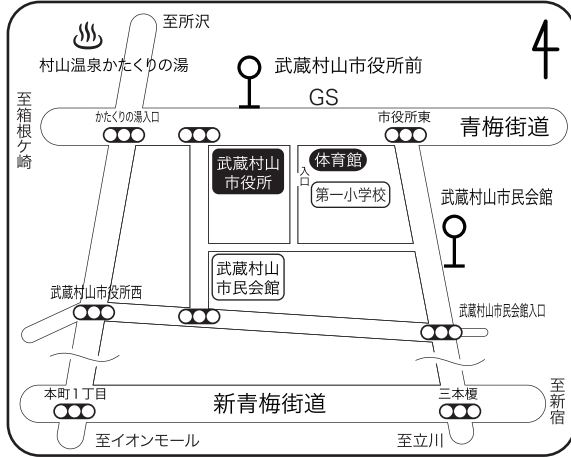 至所沢
村山温泉かたくりの湯
武蔵村山市役所前
GS
至箱根ケ崎
かたくりの湯入口
市役所東
青梅街道
武蔵村山
市役所
体育館
入口
第一小学校
武蔵村山市民会館
武蔵村山
市民会館
武蔵村山市役所西
武蔵村山市民会館入口
本町1丁目
新青梅街道
三本榎
至新宿
至イオンモール
至立川